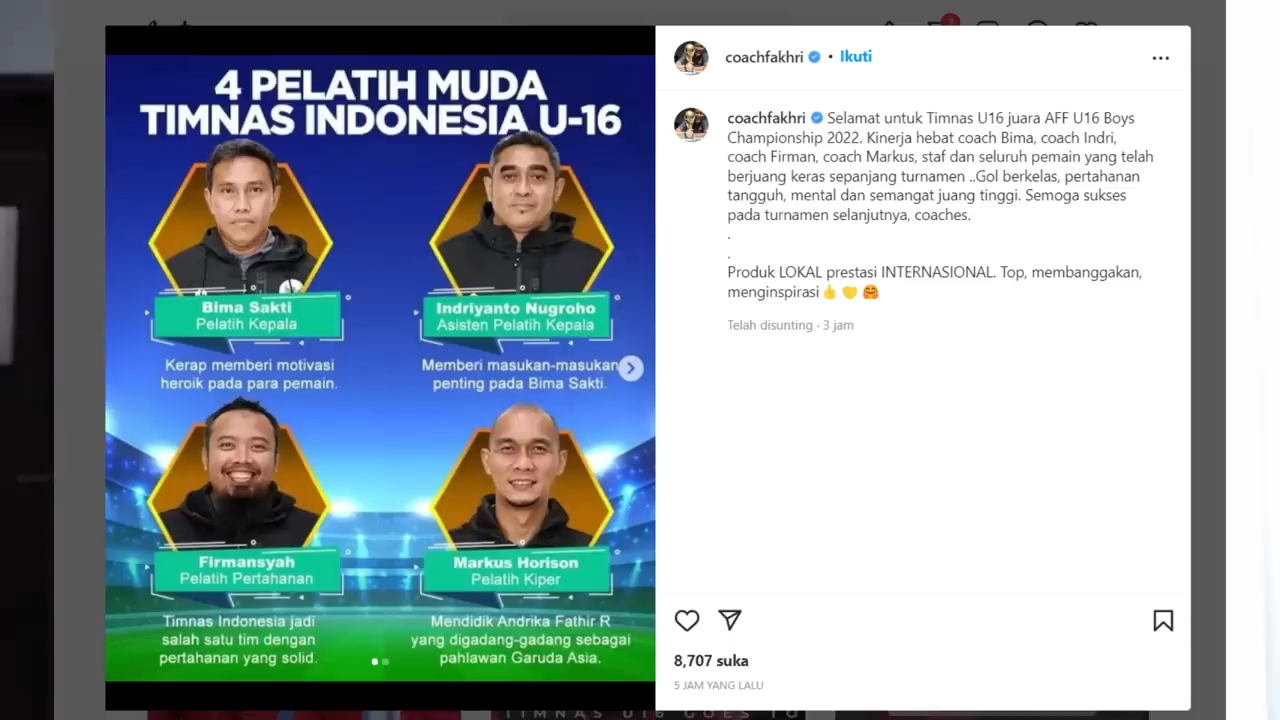 4 PELATIH MUDA
TIMNAS INDONESIA U-16
Bima Sakti
Pelatih Kepala
Kerap memberi motivasi
heroik pada para pemain.
Indriyanto Nugroho
Asisten Pelatih Kepala
Memberi masukan-masukan
penting pada Bima Sakti.
Firmansyah
Pelatih Pertahanan
Timnas Indonesia jadi
salah satu tim dengan
pertahanan yang solid.
Markus Horison
Pelatih Kiper
Mendidik Andrika Fathir R
yang digadang-gadang sebagai
pahlawan Garuda Asia.
coachfakhri • Ikuti
coachfakhri Selamat untuk Timnas U16 juara AFF U16 Boys
Championship 2022. Kinerja hebat coach Bima, coach Indri,
coach Firman, coach Markus, staf dan seluruh pemain yang telah
berjuang keras sepanjang turnamen ..Gol berkelas, pertahanan
tangguh, mental dan semangat juang tinggi. Semoga sukses
pada turnamen selanjutnya, coaches.
.
.
Produk LOKAL prestasi INTERNASIONAL. Top, membanggakan,
menginspirasi👍 🤝 🤗
Telah disunting · 3 jam
8,707 suka
5 JAM YANG LALU
TIMNAS U16 GOES TO